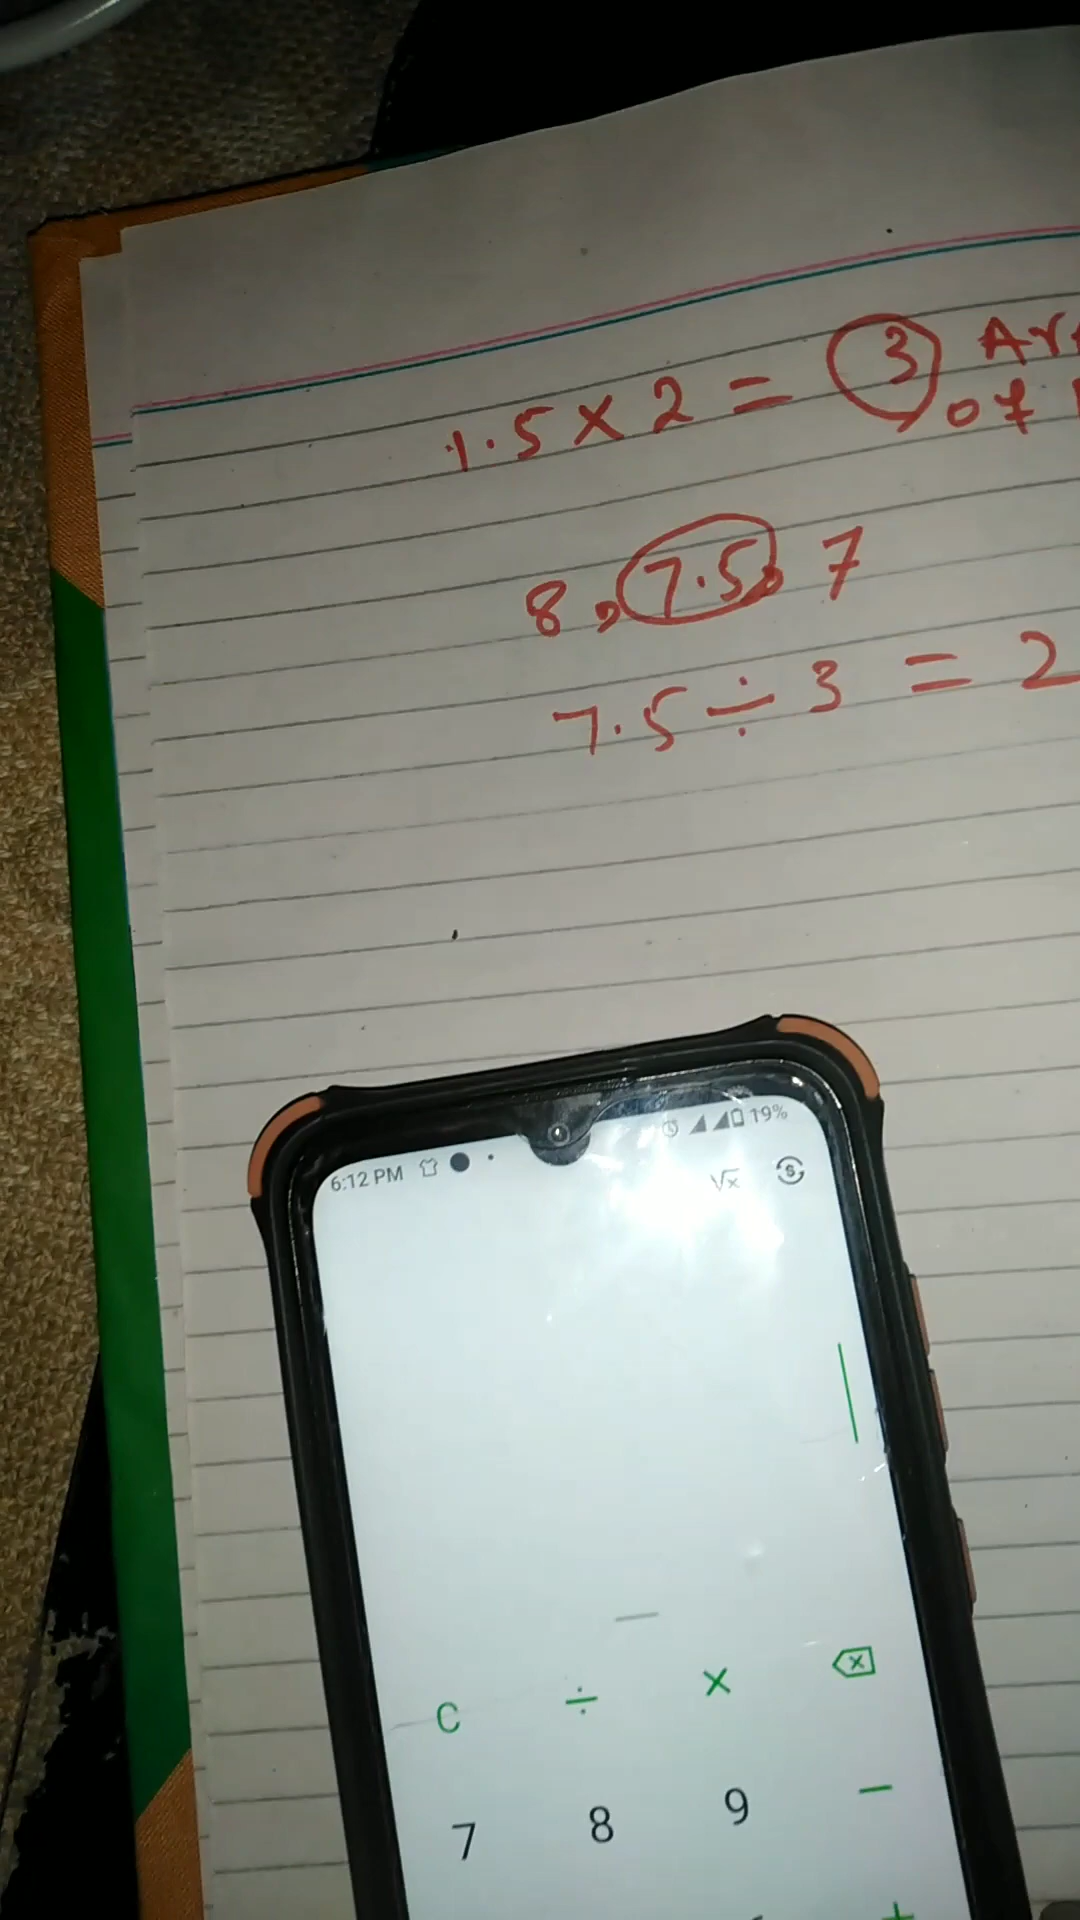 1.5 × 2 = 3
of
8, 7.5, 7
7.5 ÷ 3 = 2
6:12 PM 19%
√x
C ÷ ×
7 8 9 −
+